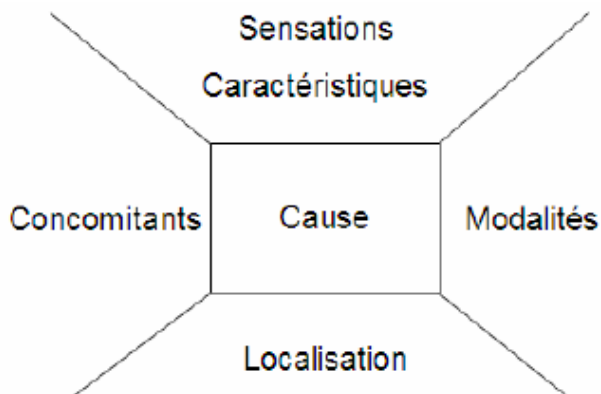 Sensations
Caractéristiques
Concomitants
Cause
Modalités
Localisation